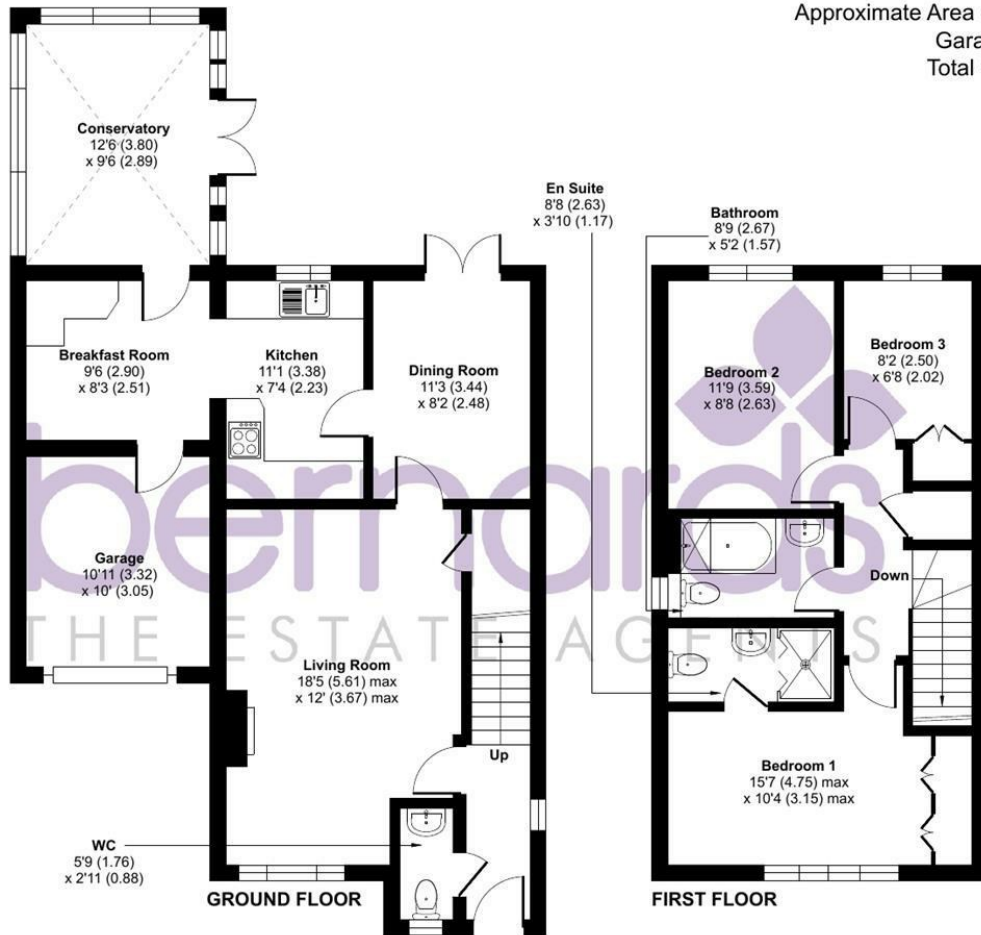 Approximate Area
Gara
Total
Conservatory
12'6 (3.80)
x 9'6 (2.89)
En Suite
8'8 (2.63)
x 3'10 (1.17)
Bathroom
8'9 (2.67)
x 5'2 (1.57)
Breakfast Room
9'6 (2.90)
x 8'3 (2.51)
Kitchen
11'1 (3.38)
x 7'4 (2.23)
Dining Room
11'3 (3.44)
x 8'2 (2.48)
Bedroom 2
11'9 (3.59)
x 8'8 (2.63)
Bedroom 3
8'2 (2.50)
x 6'8 (2.02)
bernards
THE ESTATE AGENTS
Garage
10'11 (3.32)
x 10' (3.05)
Living Room
18'5 (5.61) max
x 12' (3.67) max
Down
Up
Bedroom 1
15'7 (4.75) max
x 10'4 (3.15) max
WC
5'9 (1.76)
x 2'11 (0.88)
GROUND FLOOR
FIRST FLOOR